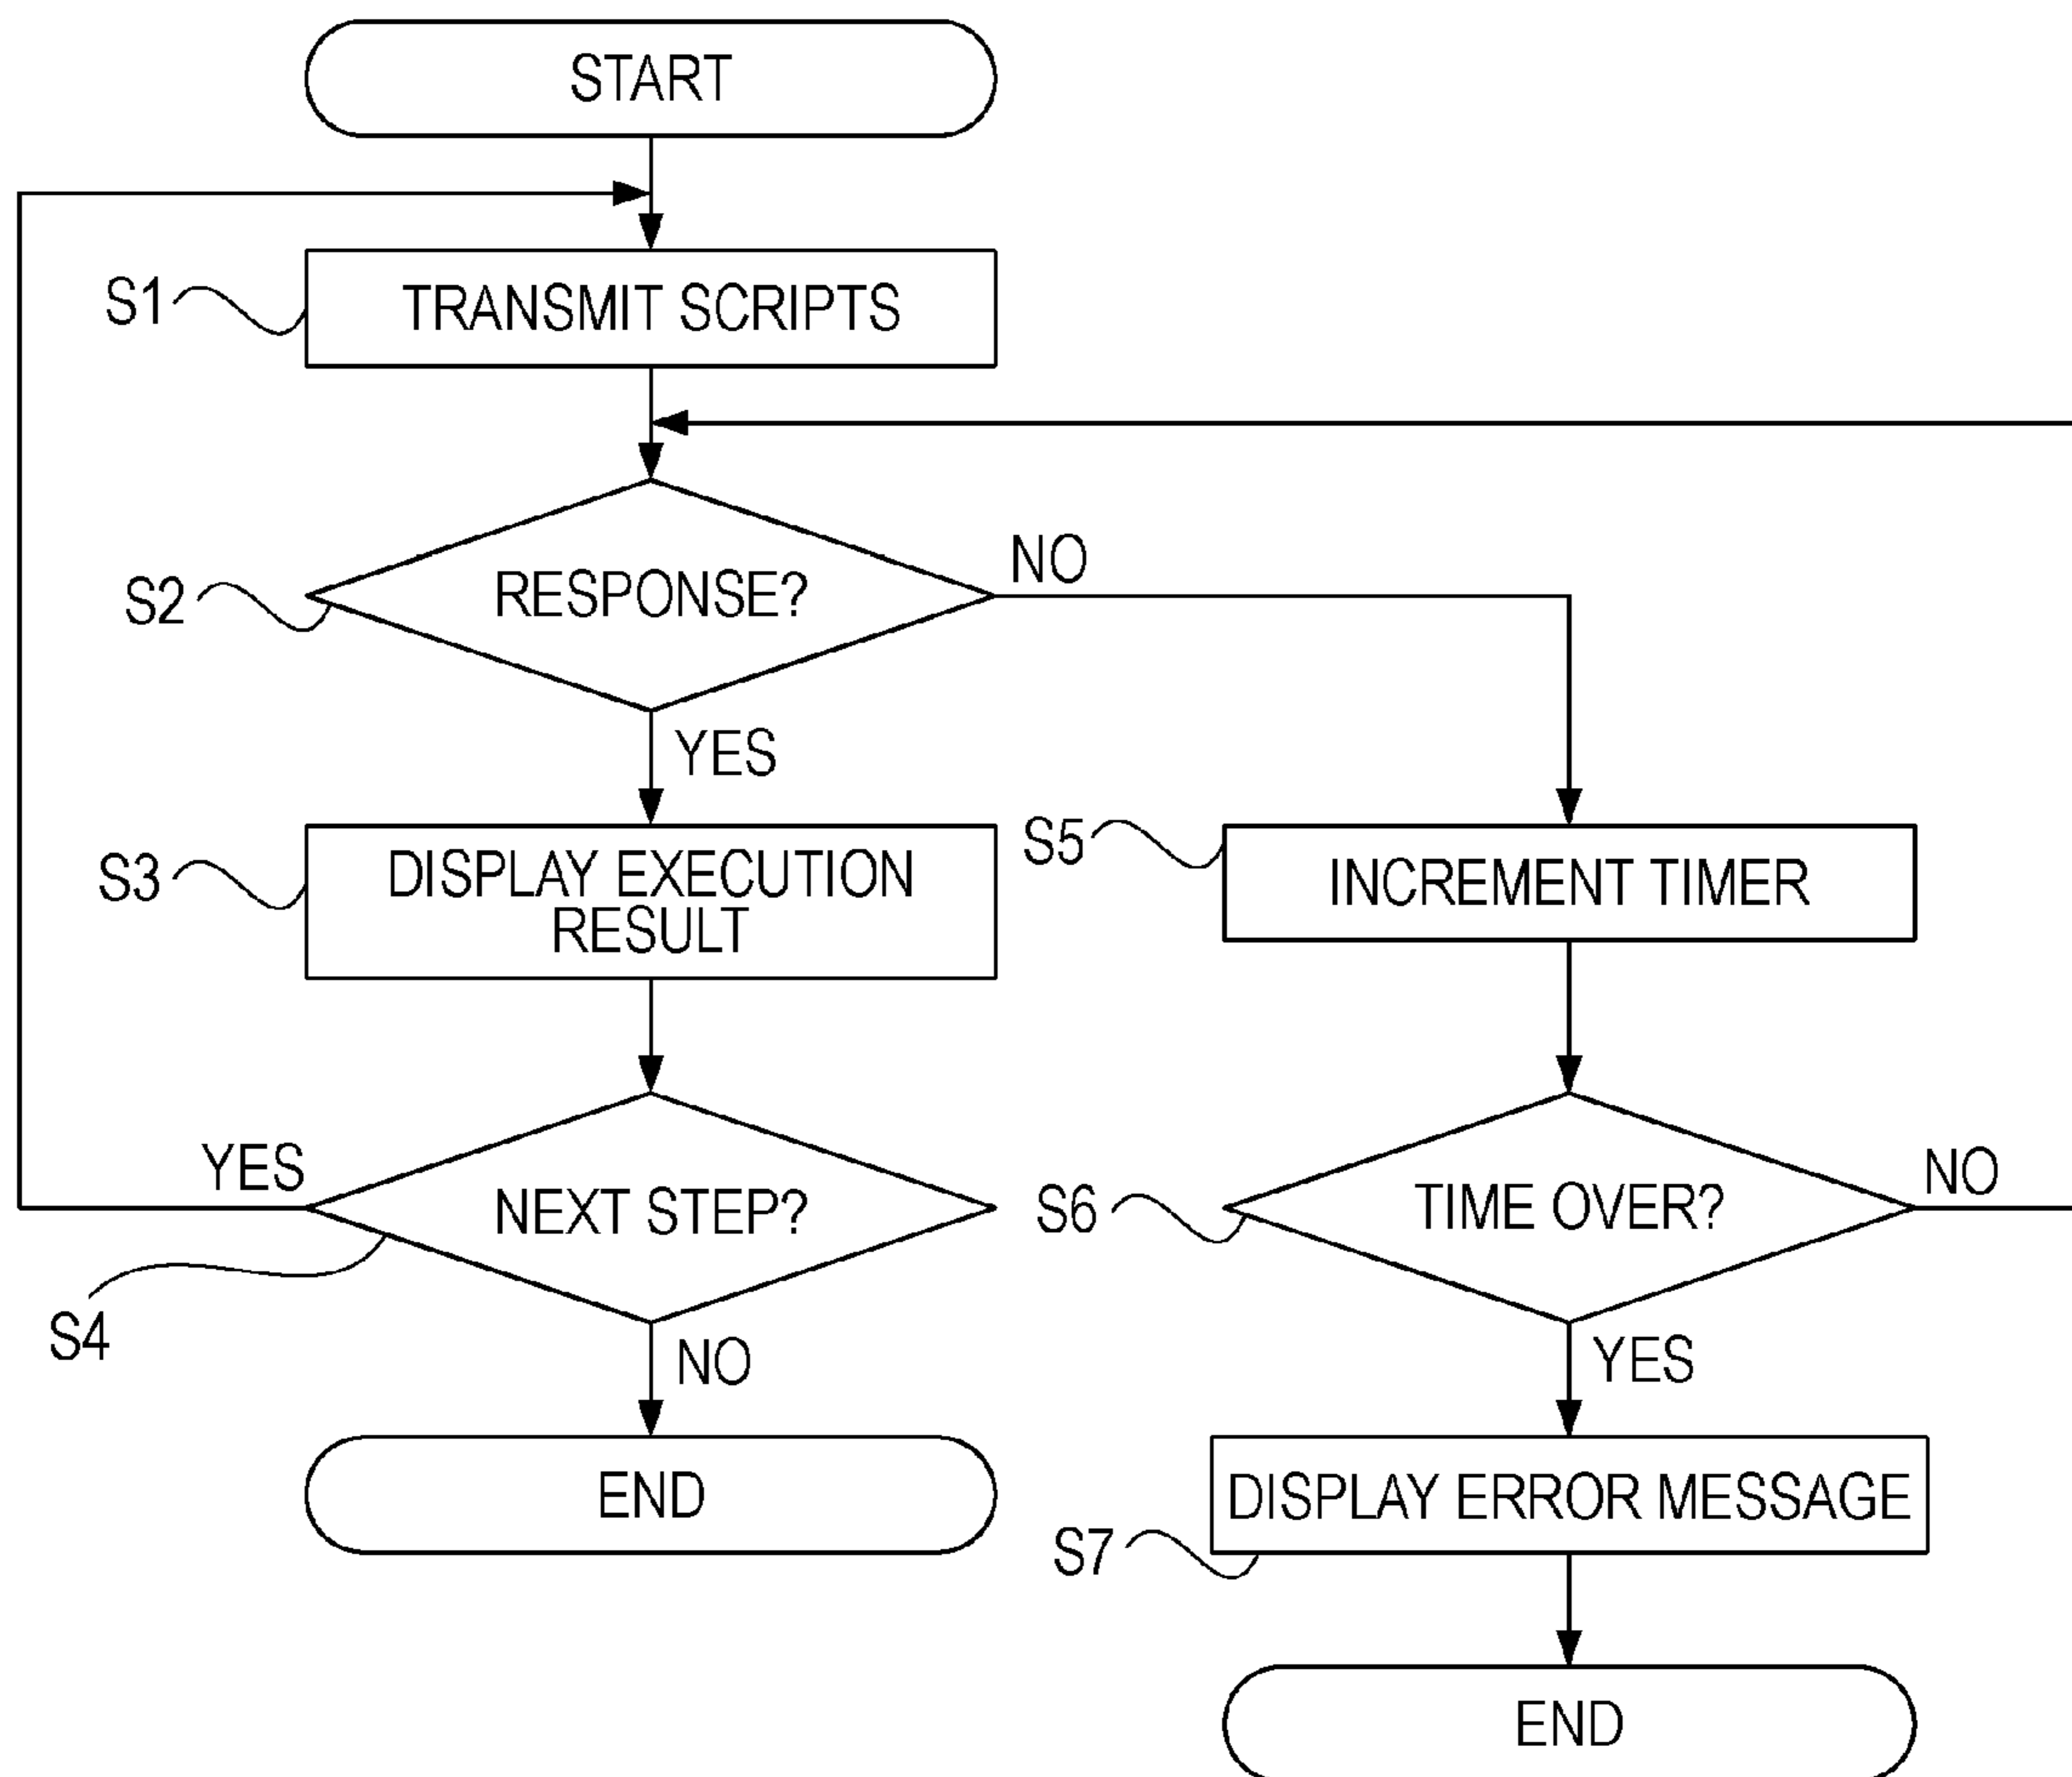 START
S1
TRANSMIT SCRIPTS
S2
RESPONSE?
NO
YES
S3
DISPLAY EXECUTION
RESULT
S5
INCREMENT TIMER
YES
NEXT STEP?
S4
NO
END
S6
TIME OVER?
NO
YES
DISPLAY ERROR MESSAGE
S7
END